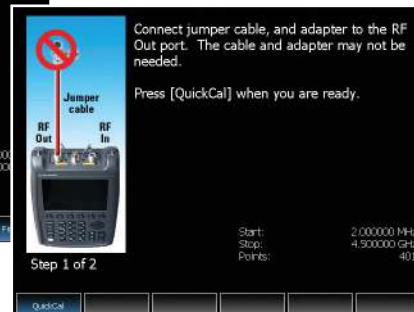 Connect jumper cable, and adapter to the RF
Out port. The cable and adapter may not be
needed.
Press [QuickCal] when you are ready.
Jumper
cable
RF
Out
RF
In
Step 1 of 2
Start: 2.000000 MHz
Stop: 4.500000 GHz
Points: 401
QuickCal